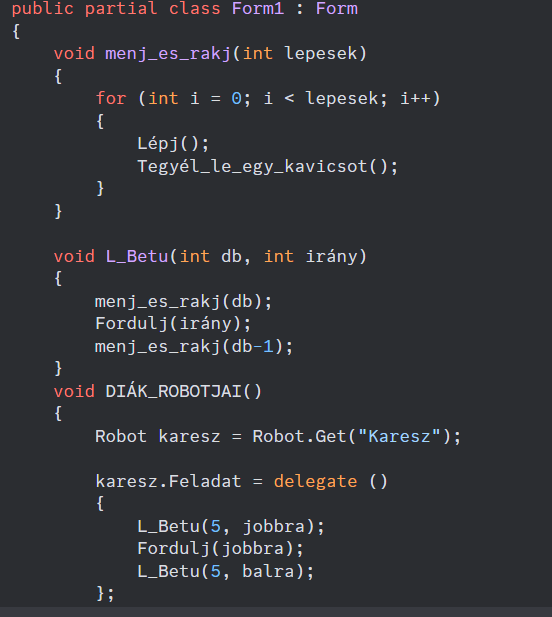 public partial class Form1 : Form
{
    void menj_es_rakj(int lepesek)
    {
        for (int i = 0; i < lepesek; i++)
        {
            Lépj();
            Tegyél_le_egy_kavicsot();
        }
    }

    void L_Betu(int db, int irány)
    {
        menj_es_rakj(db);
        Fordulj(irány);
        menj_es_rakj(db-1);
    }
    void DIÁK_ROBOTJAI()
    {
        Robot karesz = Robot.Get("Karesz");

        karesz.Feladat = delegate ()
        {
            L_Betu(5, jobbra);
            Fordulj(jobbra);
            L_Betu(5, balra);
        };